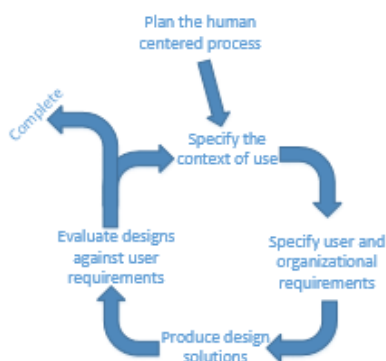 Plan the human
centered process
Complete
Specify the
context of use
Evaluate designs
against user
requirements
Specify user and
organizational
requirements
Produce design
solutions